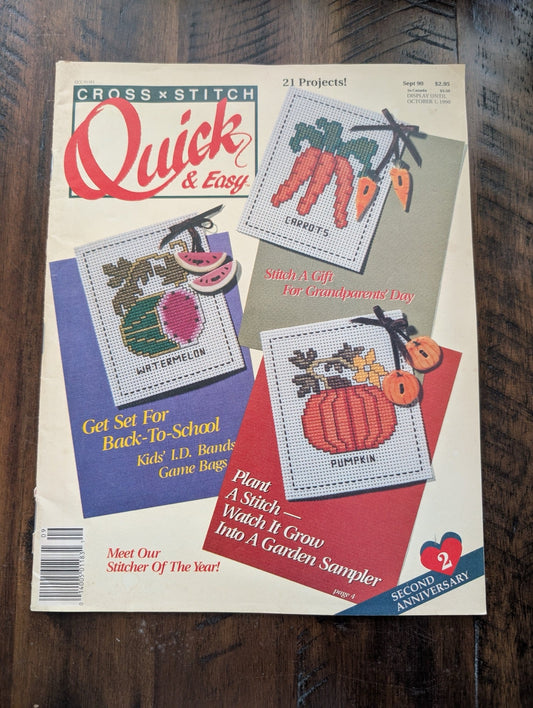 CROSS × STITCH
Quick
& Easy
21 Projects!
Sept 90 $2.95
In Canada $3.50
DISPLAY UNTIL
OCTOBER 1, 1990
CARROTS
Stitch A Gift
For Grandparents' Day
WATERMELON
Get Set For
Back-To-School
Kids' I.D. Bands
Game Bags
PUMPKIN
Plant
A Stitch—
Watch It Grow
Into A Garden Sampler
page 4
Meet Our
Stitcher Of The Year!
2
SECOND
ANNIVERSARY
09